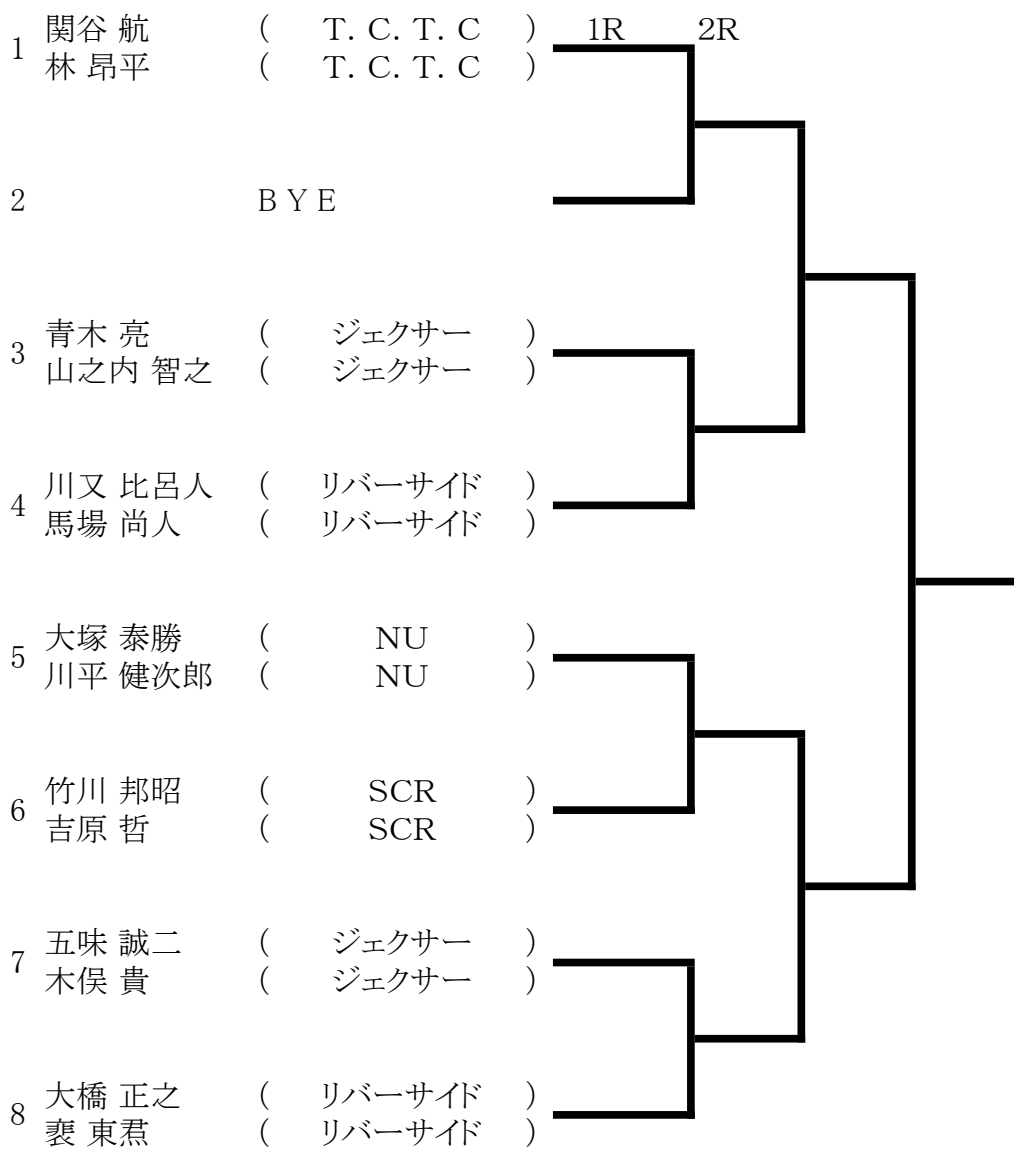 関谷 航 ( T. C. T. C ) 1R 2R
1
林 昂平 ( T. C. T. C )
2 B Y E
青木 亮 ( ジェクサー )
3
山之内 智之 ( ジェクサー )
川又 比呂人 ( リバーサイド )
4
馬場 尚人 ( リバーサイド )
大塚 泰勝 ( NU )
5
川平 健次郎 ( NU )
竹川 邦昭 ( SCR )
6
吉原 哲 ( SCR )
五味 誠二 ( ジェクサー )
7
木俣 貴 ( ジェクサー )
大橋 正之 ( リバーサイド )
8
裵 東焄 ( リバーサイド )